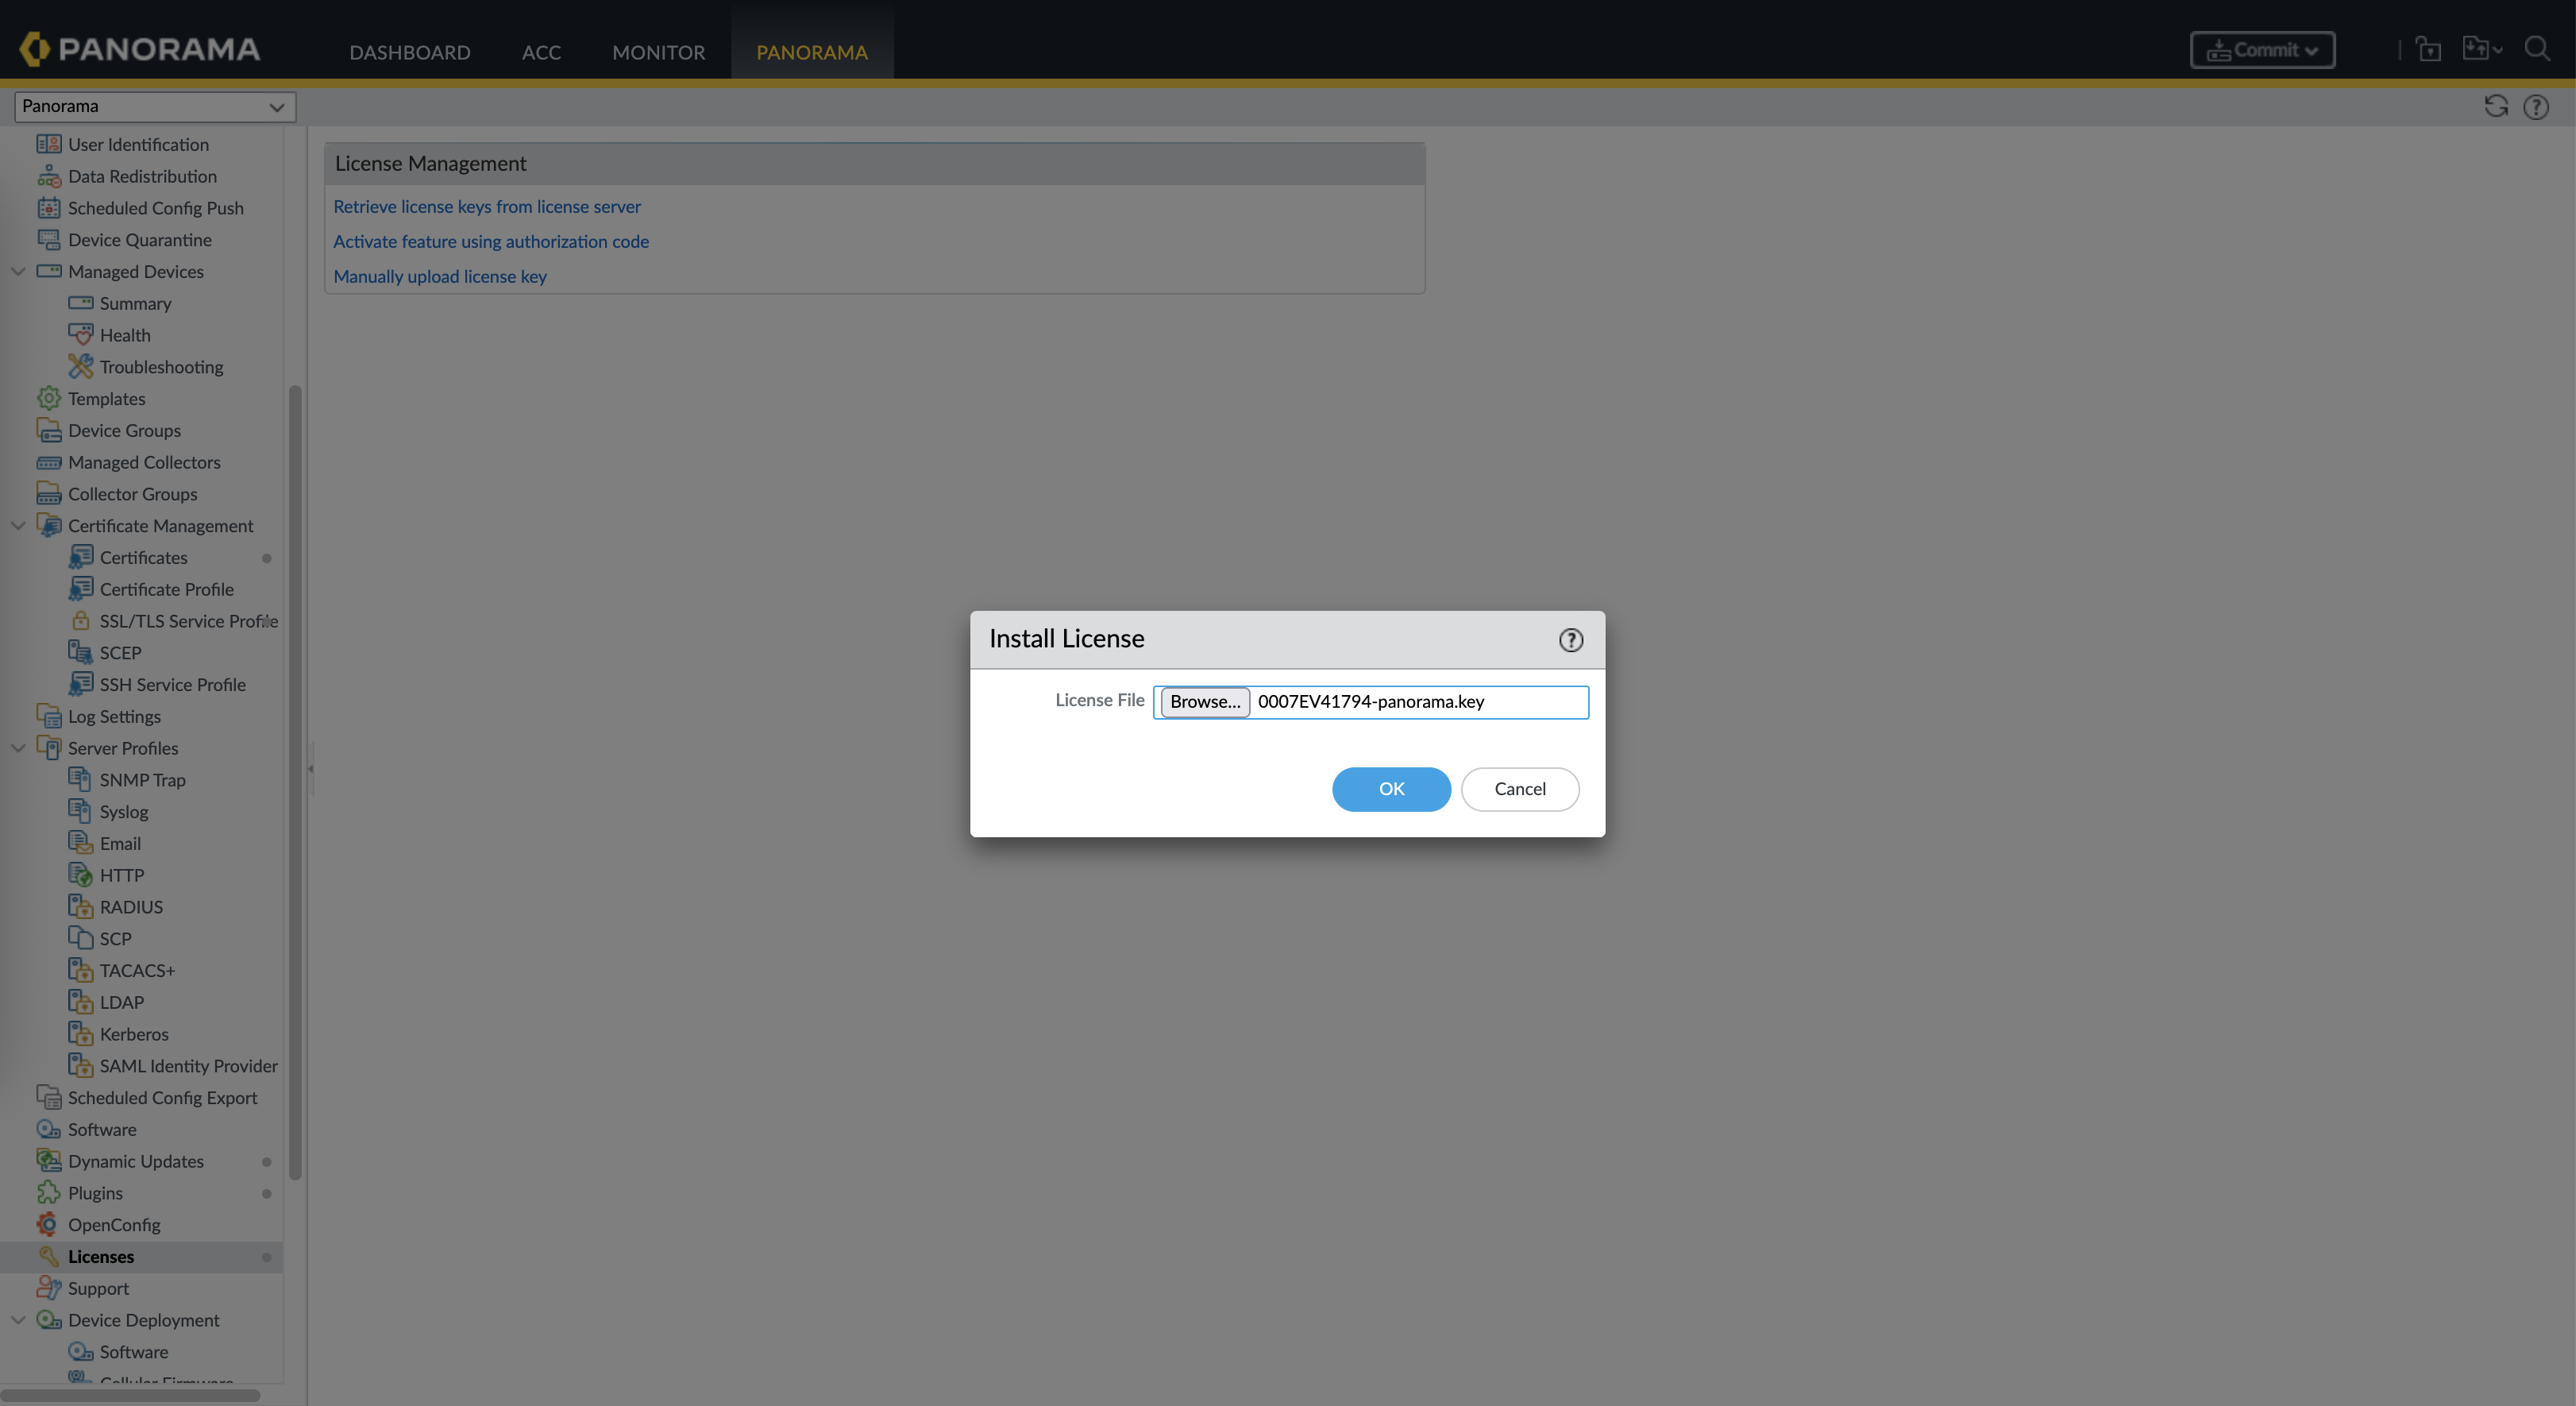 PANORAMA
DASHBOARD
ACC
MONITOR
PANORAMA
Commit
Panorama
User Identification
Data Redistribution
Scheduled Config Push
Device Quarantine
Managed Devices
Summary
Health
Troubleshooting
Templates
Device Groups
Managed Collectors
Collector Groups
Certificate Management
Certificates
Certificate Profile
SSL/TLS Service Profile
SCEP
SSH Service Profile
Log Settings
Server Profiles
SNMP Trap
Syslog
Email
HTTP
RADIUS
SCP
TACACS+
LDAP
Kerberos
SAML Identity Provider
Scheduled Config Export
Software
Dynamic Updates
Plugins
OpenConfig
Licenses
Support
Device Deployment
Software
Cellular Firmware
License Management
Retrieve license keys from license server
Activate feature using authorization code
Manually upload license key
Install License
License File Browse... 0007EV41794-panorama.key
OK Cancel